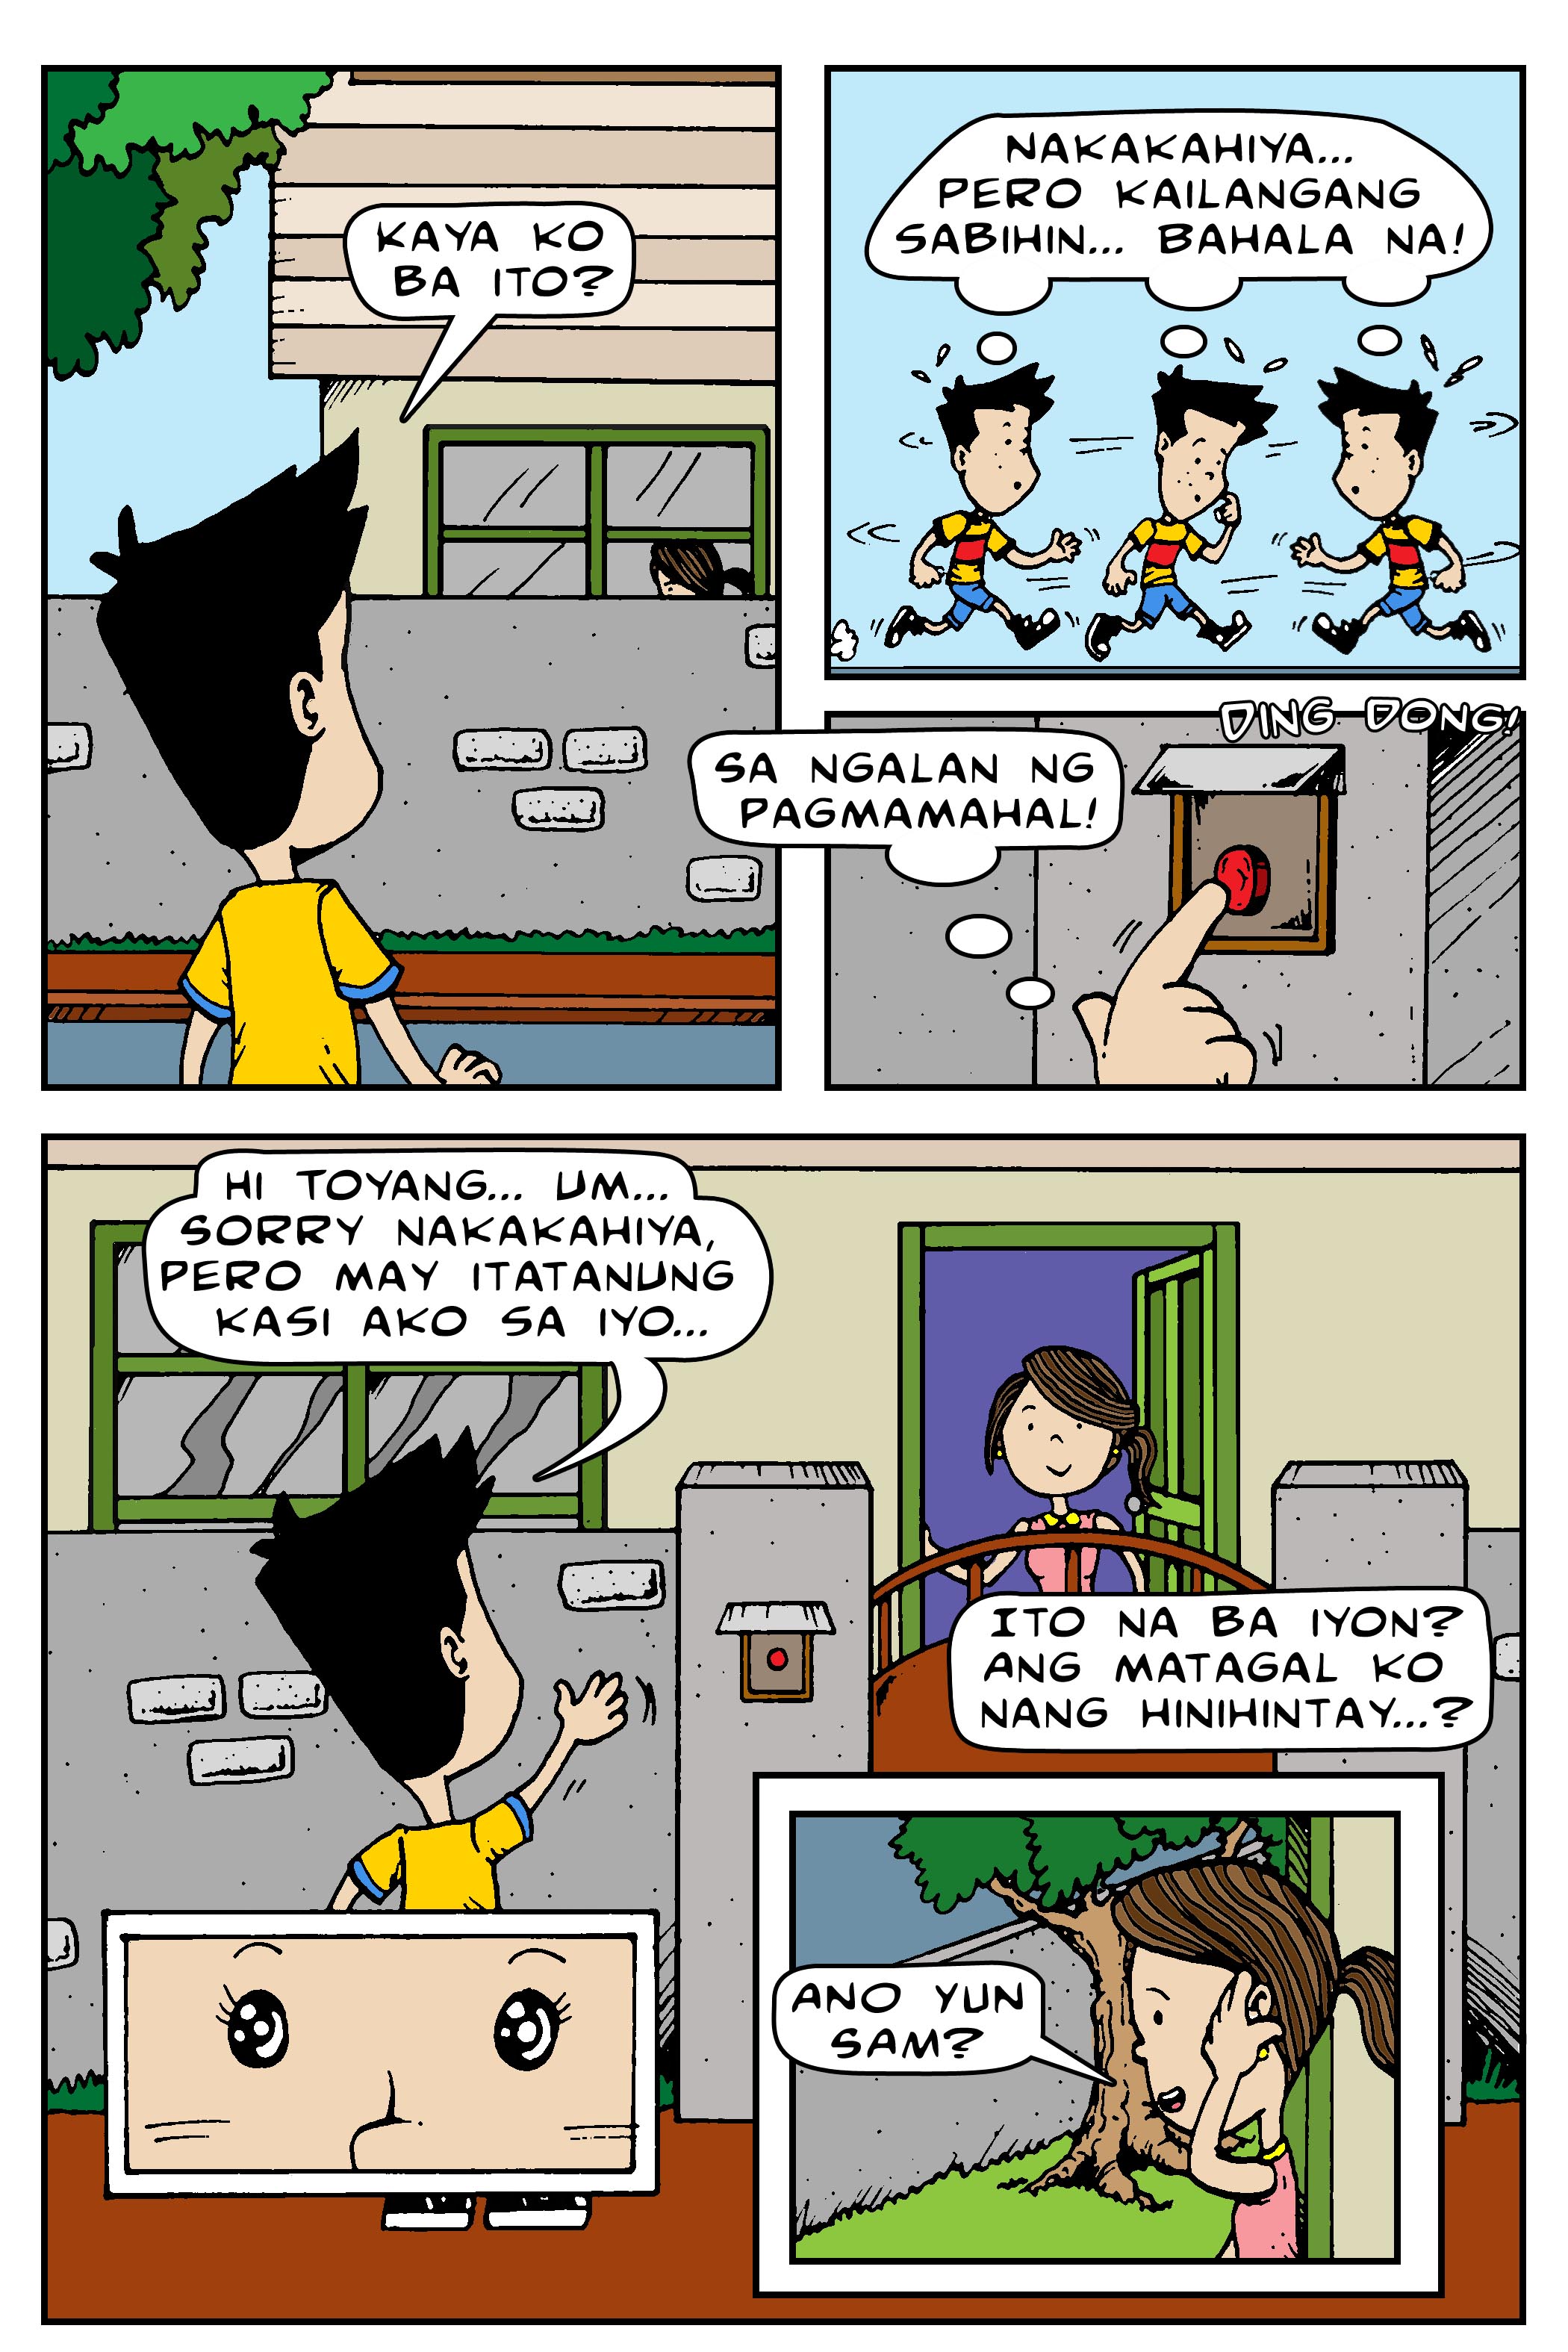 KAYA KO
BA ITO?
NAKAKAHIYA...
PERO KAILANGANG
SABIHIN... BAHALA NA!
DING DONG!
SA NGALAN NG
PAGMAMAHAL!
HI TOYANG... UM...
SORRY NAKAKAHIYA,
PERO MAY ITATANUNG
KASI AKO SA IYO...
ITO NA BA IYON?
ANG MATAGAL KO
NANG HINIHINTAY...?
ANO YUN
SAM?